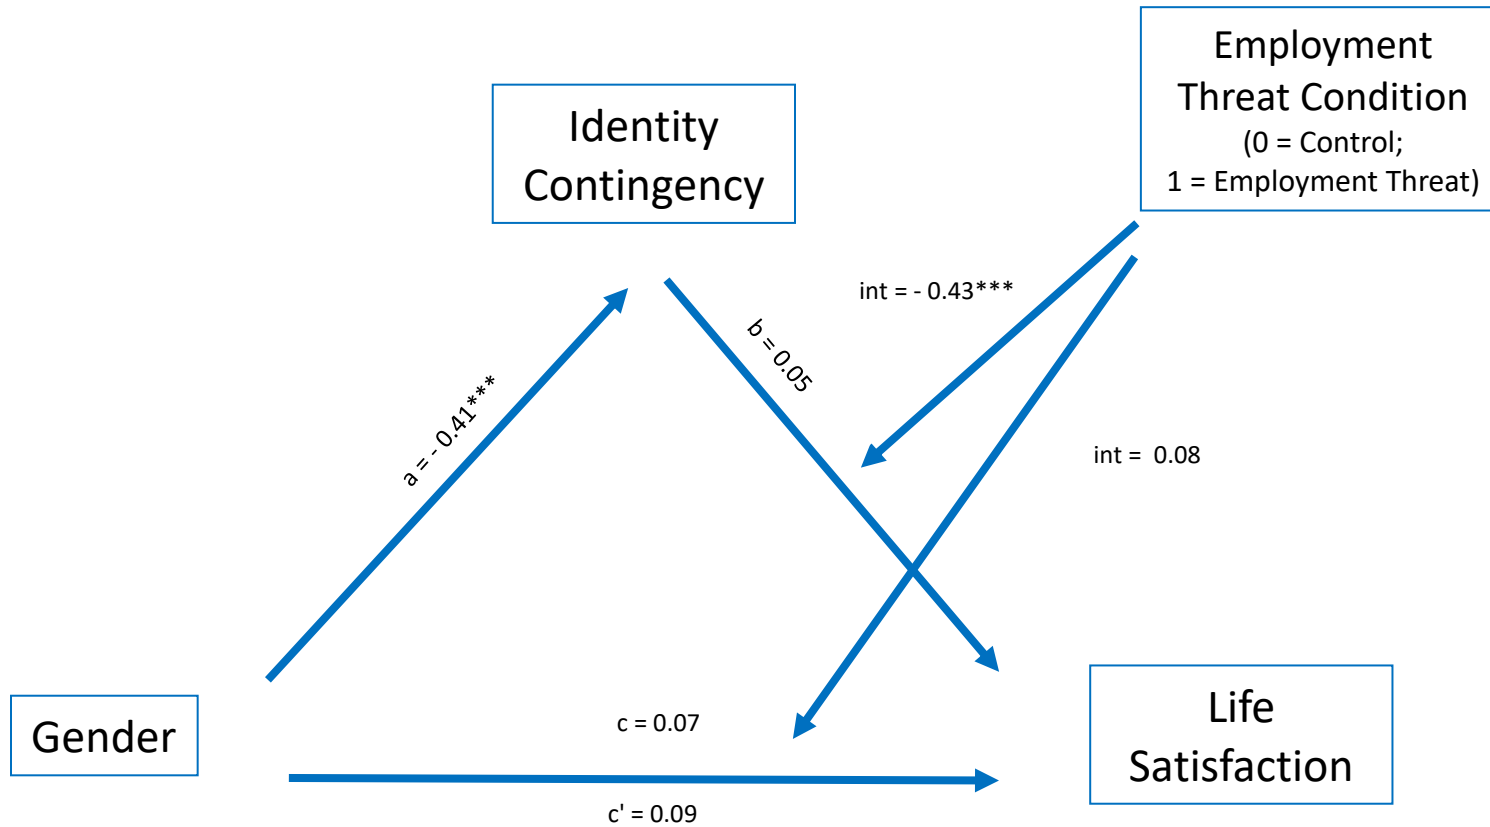 Employment
Threat Condition
(0 = Control;
1 = Employment Threat)
Identity
Contingency
int = - 0.43***
b = 0.05
a = - 0.41***
int =  0.08
Gender
c = 0.07
c' = 0.09
Life
Satisfaction